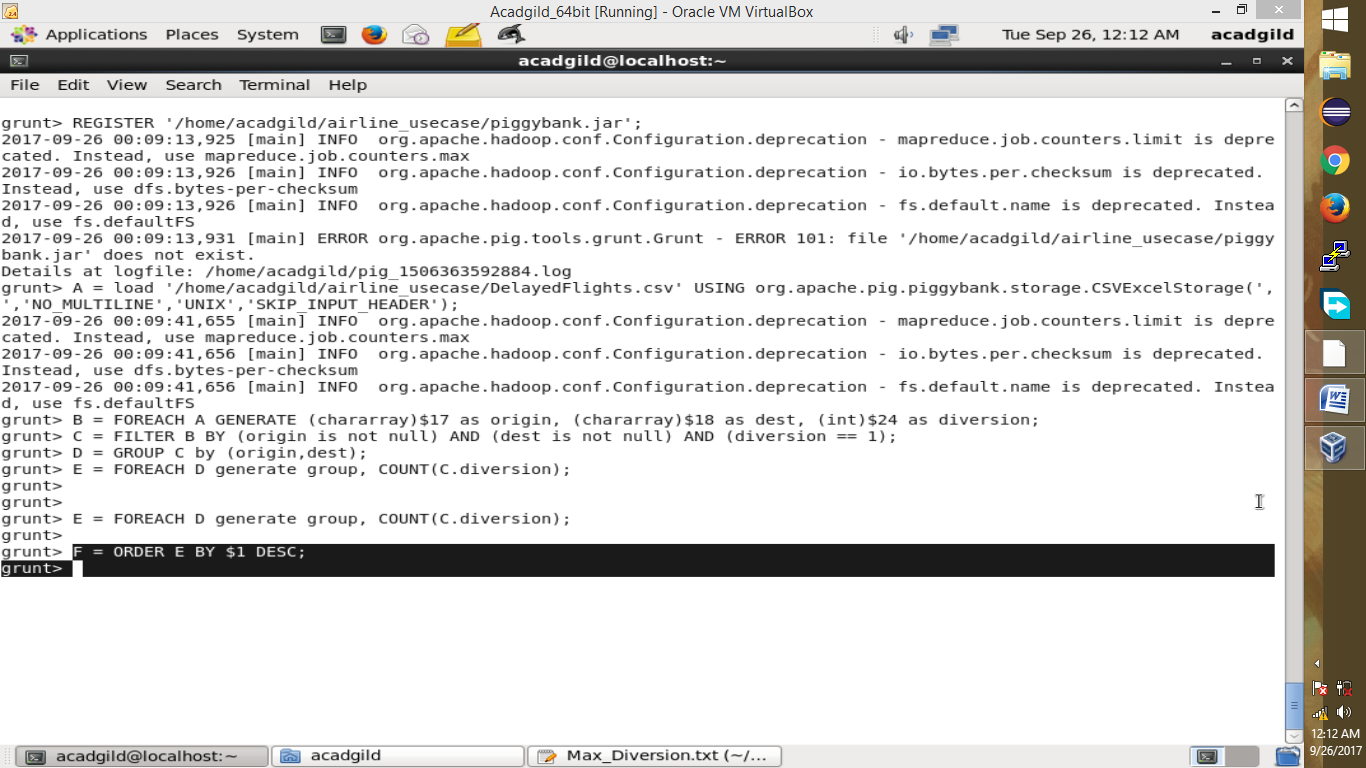 Acadgild_64bit [Running] - Oracle VM VirtualBox
Applications Places System Tue Sep 26, 12:12 AM acadgild
acadgild@localhost:~
File Edit View Search Terminal Help
grunt> REGISTER '/home/acadgild/airline_usecase/piggybank.jar';
2017-09-26 00:09:13,925 [main] INFO  org.apache.hadoop.conf.Configuration.deprecation - mapreduce.job.counters.limit is depre
cated. Instead, use mapreduce.job.counters.max
2017-09-26 00:09:13,926 [main] INFO  org.apache.hadoop.conf.Configuration.deprecation - io.bytes.per.checksum is deprecated.
Instead, use dfs.bytes-per-checksum
2017-09-26 00:09:13,926 [main] INFO  org.apache.hadoop.conf.Configuration.deprecation - fs.default.name is deprecated. Instea
d, use fs.defaultFS
2017-09-26 00:09:13,931 [main] ERROR org.apache.pig.tools.grunt.Grunt - ERROR 101: file '/home/acadgild/airline_usecase/piggy
bank.jar' does not exist.
Details at logfile: /home/acadgild/pig_1506363592884.log
grunt> A = load '/home/acadgild/airline_usecase/DelayedFlights.csv' USING org.apache.pig.piggybank.storage.CSVExcelStorage(',
','NO_MULTILINE','UNIX','SKIP_INPUT_HEADER');
2017-09-26 00:09:41,655 [main] INFO  org.apache.hadoop.conf.Configuration.deprecation - mapreduce.job.counters.limit is depre
cated. Instead, use mapreduce.job.counters.max
2017-09-26 00:09:41,656 [main] INFO  org.apache.hadoop.conf.Configuration.deprecation - io.bytes.per.checksum is deprecated.
Instead, use dfs.bytes-per-checksum
2017-09-26 00:09:41,656 [main] INFO  org.apache.hadoop.conf.Configuration.deprecation - fs.default.name is deprecated. Instea
d, use fs.defaultFS
grunt> B = FOREACH A GENERATE (chararray)$17 as origin, (chararray)$18 as dest, (int)$24 as diversion;
grunt> C = FILTER B BY (origin is not null) AND (dest is not null) AND (diversion == 1);
grunt> D = GROUP C by (origin,dest);
grunt> E = FOREACH D generate group, COUNT(C.diversion);
grunt>
grunt>
grunt> E = FOREACH D generate group, COUNT(C.diversion);
grunt>
grunt> F = ORDER E BY $1 DESC;
grunt>
acadgild@localhost:~ acadgild Max_Diversion.txt (~/...
12:12 AM
9/26/2017